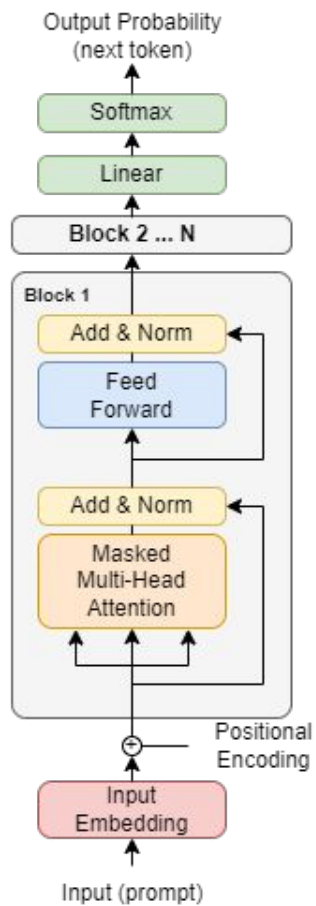 Output Probability
(next token)
Softmax
Linear
Block 2 ... N
Block 1
Add & Norm
Feed
Forward
Add & Norm
Masked
Multi-Head
Attention
+
Positional
Encoding
Input
Embedding
Input (prompt)